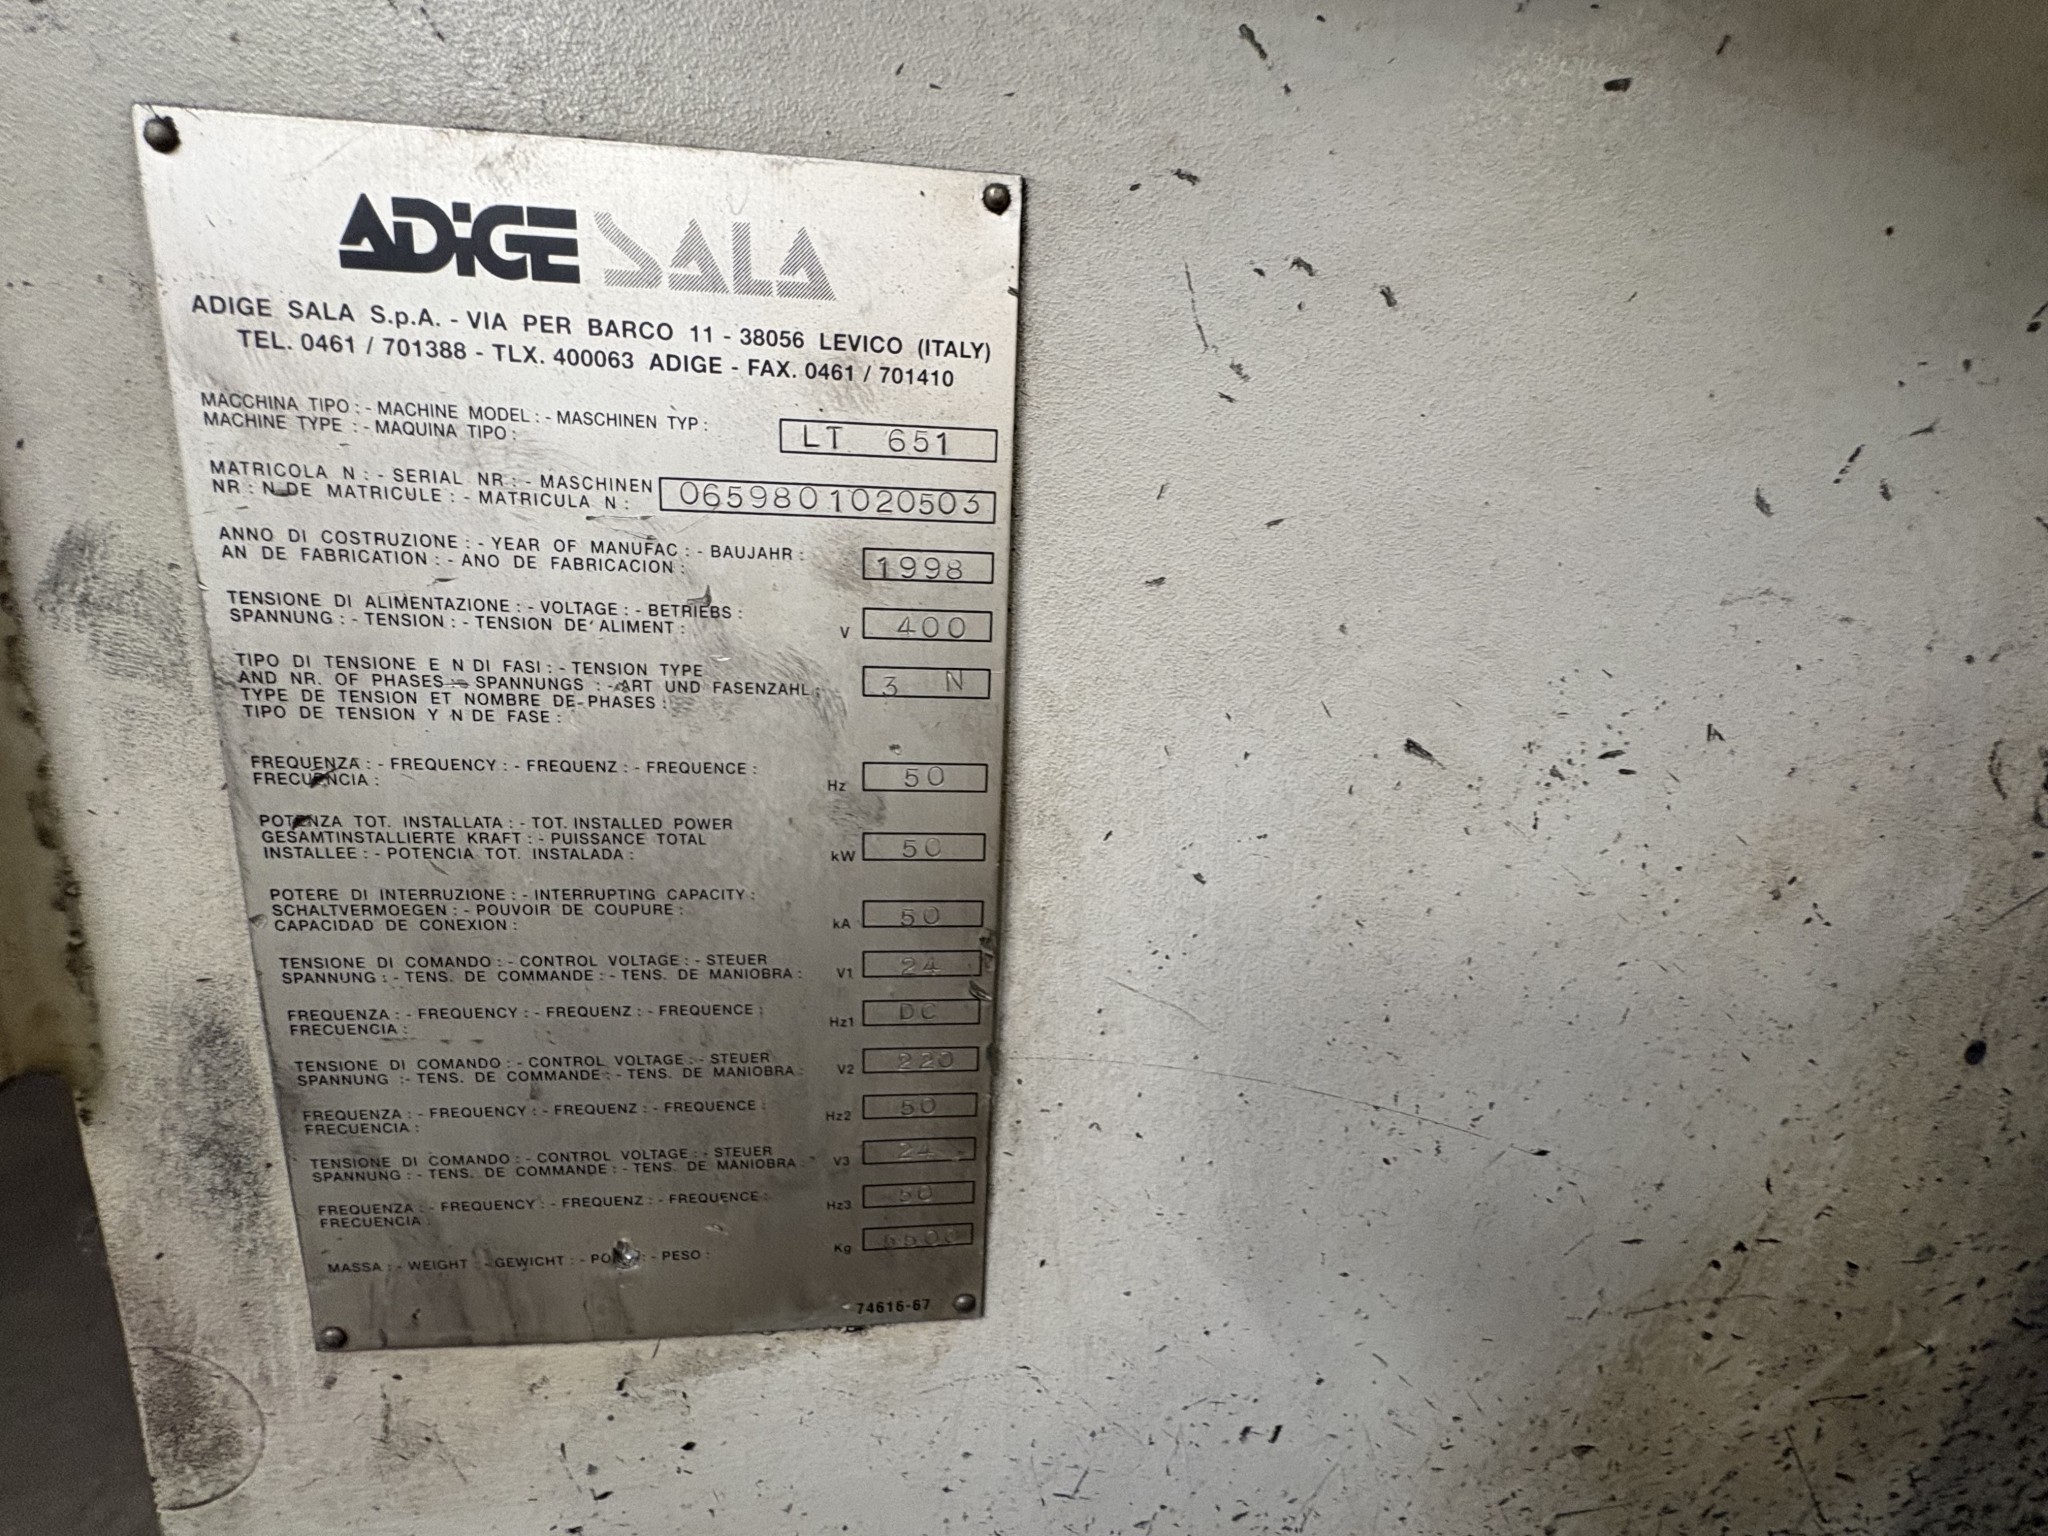 ADIGE SALA
ADIGE SALA S.p.A. - VIA PER BARCO 11 - 38056 LEVICO (ITALY)
TEL. 0461 / 701388 - TLX. 400063 ADIGE - FAX. 0461 / 701410
MACCHINA TIPO : - MACHINE MODEL : - MASCHINEN TYP :
MACHINE TYPE : - MAQUINA TIPO :
LT 651
MATRICOLA N : - SERIAL NR : - MASCHINEN
NR : N DE MATRICULE : - MATRICULA N :
0659801020503
ANNO DI COSTRUZIONE : - YEAR OF MANUFAC : - BAUJAHR :
AN DE FABRICATION : - ANO DE FABRICACION :
1998
TENSIONE DI ALIMENTAZIONE : - VOLTAGE : - BETRIEBS :
SPANNUNG : - TENSION : - TENSION DE' ALIMENT :
V 400
TIPO DI TENSIONE E N DI FASI : - TENSION TYPE
AND NR. OF PHASES : - SPANNUNGS : - ART UND FASENZAHL :
TYPE DE TENSION ET NOMBRE DE PHASES :
TIPO DE TENSION Y N DE FASE :
3 N
FREQUENZA : - FREQUENCY : - FREQUENZ : - FREQUENCE :
FRECUENCIA :
Hz 50
POTENZA TOT. INSTALLATA : - TOT. INSTALLED POWER
GESAMTINSTALLIERTE KRAFT : - PUISSANCE TOTAL
INSTALLEE : - POTENCIA TOT. INSTALADA :
kW 50
POTERE DI INTERRUZIONE : - INTERRUPTING CAPACITY :
SCHALTVERMOEGEN : - POUVOIR DE COUPURE :
CAPACIDAD DE CONEXION :
kA 50
TENSIONE DI COMANDO : - CONTROL VOLTAGE : - STEUER
SPANNUNG : - TENS. DE COMMANDE : - TENS. DE MANIOBRA :
V1 24
FREQUENZA : - FREQUENCY : - FREQUENZ : - FREQUENCE :
FRECUENCIA :
Hz1 DC
TENSIONE DI COMANDO : - CONTROL VOLTAGE : - STEUER
SPANNUNG : - TENS. DE COMMANDE : - TENS. DE MANIOBRA :
V2 220
FREQUENZA : - FREQUENCY : - FREQUENZ : - FREQUENCE :
FRECUENCIA :
Hz2 50
TENSIONE DI COMANDO : - CONTROL VOLTAGE : - STEUER
SPANNUNG : - TENS. DE COMMANDE : - TENS. DE MANIOBRA :
V3 24
FREQUENZA : - FREQUENCY : - FREQUENZ : - FREQUENCE :
FRECUENCIA :
Hz3 50
MASSA : - WEIGHT : - GEWICHT : - : - PESO :
Kg
74616-67